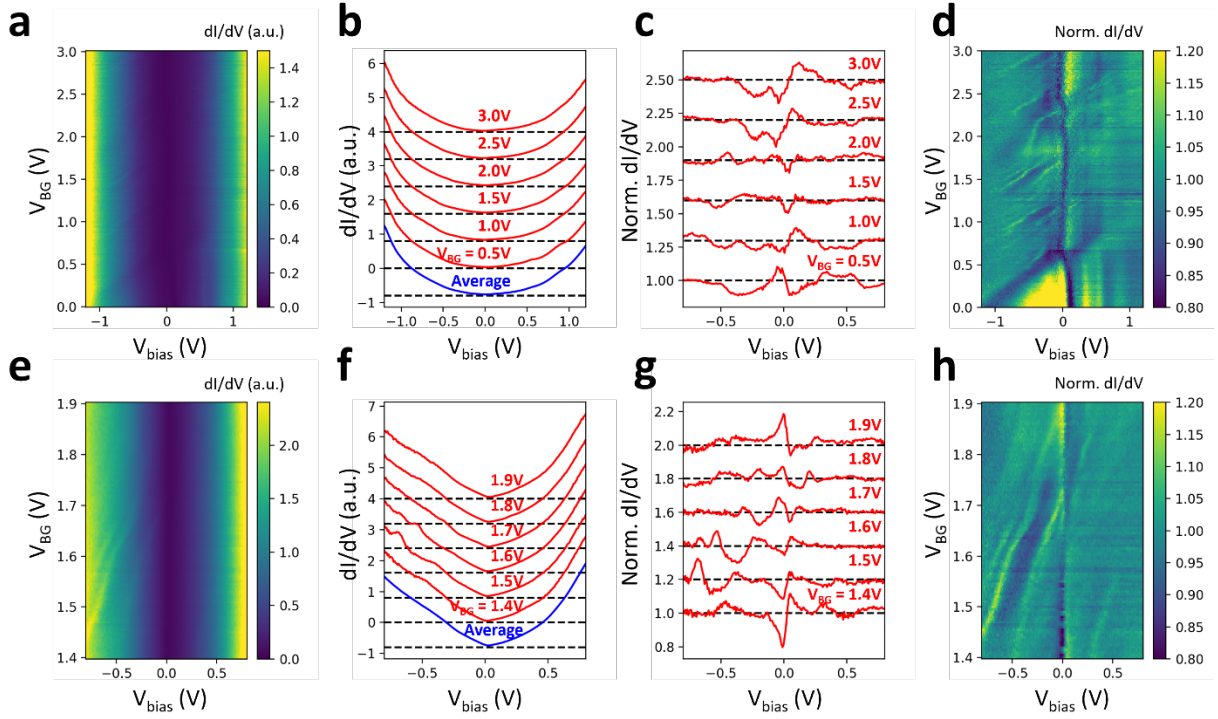 a
dI/dV (a.u.)
3.0
2.5
2.0
1.5
1.0
0.5
0.0
V_BG (V)
−1
0
1
V_bias (V)
1.4
1.2
1.0
0.8
0.6
0.4
0.2
0.0
b
6
5
4
3
2
1
0
−1
dI/dV (a.u.)
3.0V
2.5V
2.0V
1.5V
1.0V
V_BG = 0.5V
Average
−1.0
−0.5
0.0
0.5
1.0
V_bias (V)
c
2.50
2.20
1.90
1.60
1.30
1.00
Norm. dI/dV
3.0V
2.5V
2.0V
1.5V
1.0V
V_BG = 0.5V
−0.5
0.0
0.5
V_bias (V)
d
Norm. dI/dV
3.0
2.5
2.0
1.5
1.0
0.5
0.0
V_BG (V)
−1
0
1
V_bias (V)
1.20
1.15
1.10
1.05
1.00
0.95
0.90
0.85
0.80
e
dI/dV (a.u.)
1.9
1.8
1.7
1.6
1.5
1.4
V_BG (V)
−0.5
0.0
0.5
V_bias (V)
2.0
1.5
1.0
0.5
0.0
f
7
6
5
4
3
2
1
0
−1
dI/dV (a.u.)
1.9V
1.8V
1.7V
1.6V
1.5V
V_BG = 1.4V
Average
−0.5
0.0
0.5
V_bias (V)
g
2.2
2.0
1.8
1.6
1.4
1.2
1.0
0.8
Norm. dI/dV
1.9V
1.8V
1.7V
1.6V
1.5V
V_BG = 1.4V
−0.5
0.0
0.5
V_bias (V)
h
Norm. dI/dV
1.9
1.8
1.7
1.6
1.5
1.4
V_BG (V)
−0.5
0.0
0.5
V_bias (V)
1.20
1.15
1.10
1.05
1.00
0.95
0.90
0.85
0.80